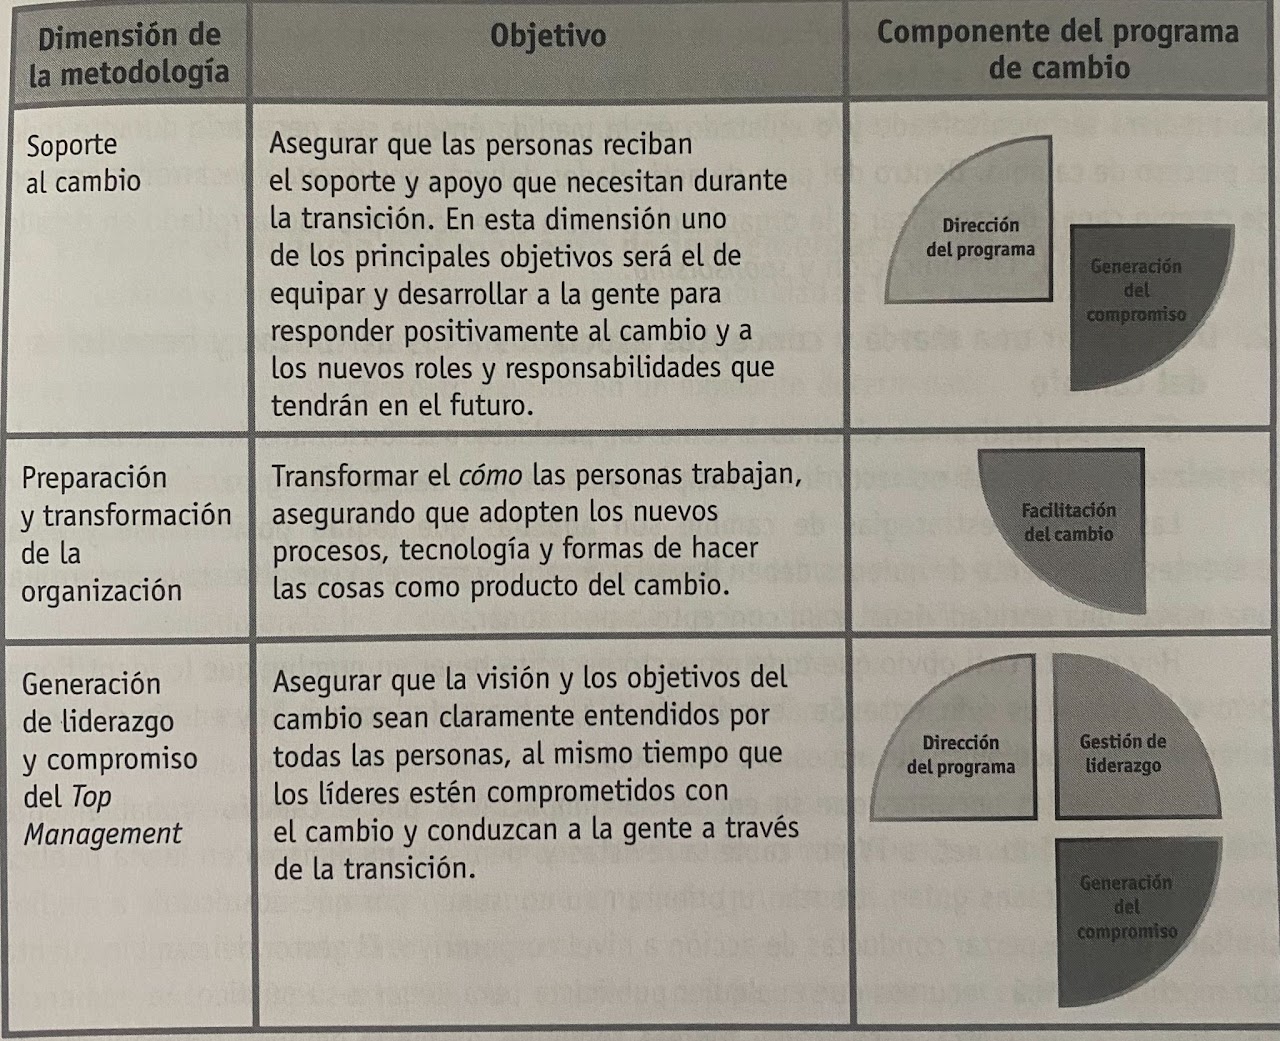 Dimensión de
la metodología
Objetivo
Componente del programa
de cambio
Soporte
al cambio
Asegurar que las personas reciban
el soporte y apoyo que necesitan durante
la transición. En esta dimensión uno
de los principales objetivos será el de
equipar y desarrollar a la gente para
responder positivamente al cambio y a
los nuevos roles y responsabilidades que
tendrán en el futuro.
Dirección
del programa
Generación
del
compromiso
Preparación
y transformación
de la
organización
Transformar el cómo las personas trabajan,
asegurando que adopten los nuevos
procesos, tecnología y formas de hacer
las cosas como producto del cambio.
Facilitación
del cambio
Generación
de liderazgo
y compromiso
del Top
Management
Asegurar que la visión y los objetivos del
cambio sean claramente entendidos por
todas las personas, al mismo tiempo que
los líderes estén comprometidos con
el cambio y conduzcan a la gente a través
de la transición.
Dirección
del programa
Gestión de
liderazgo
Generación
del
compromiso